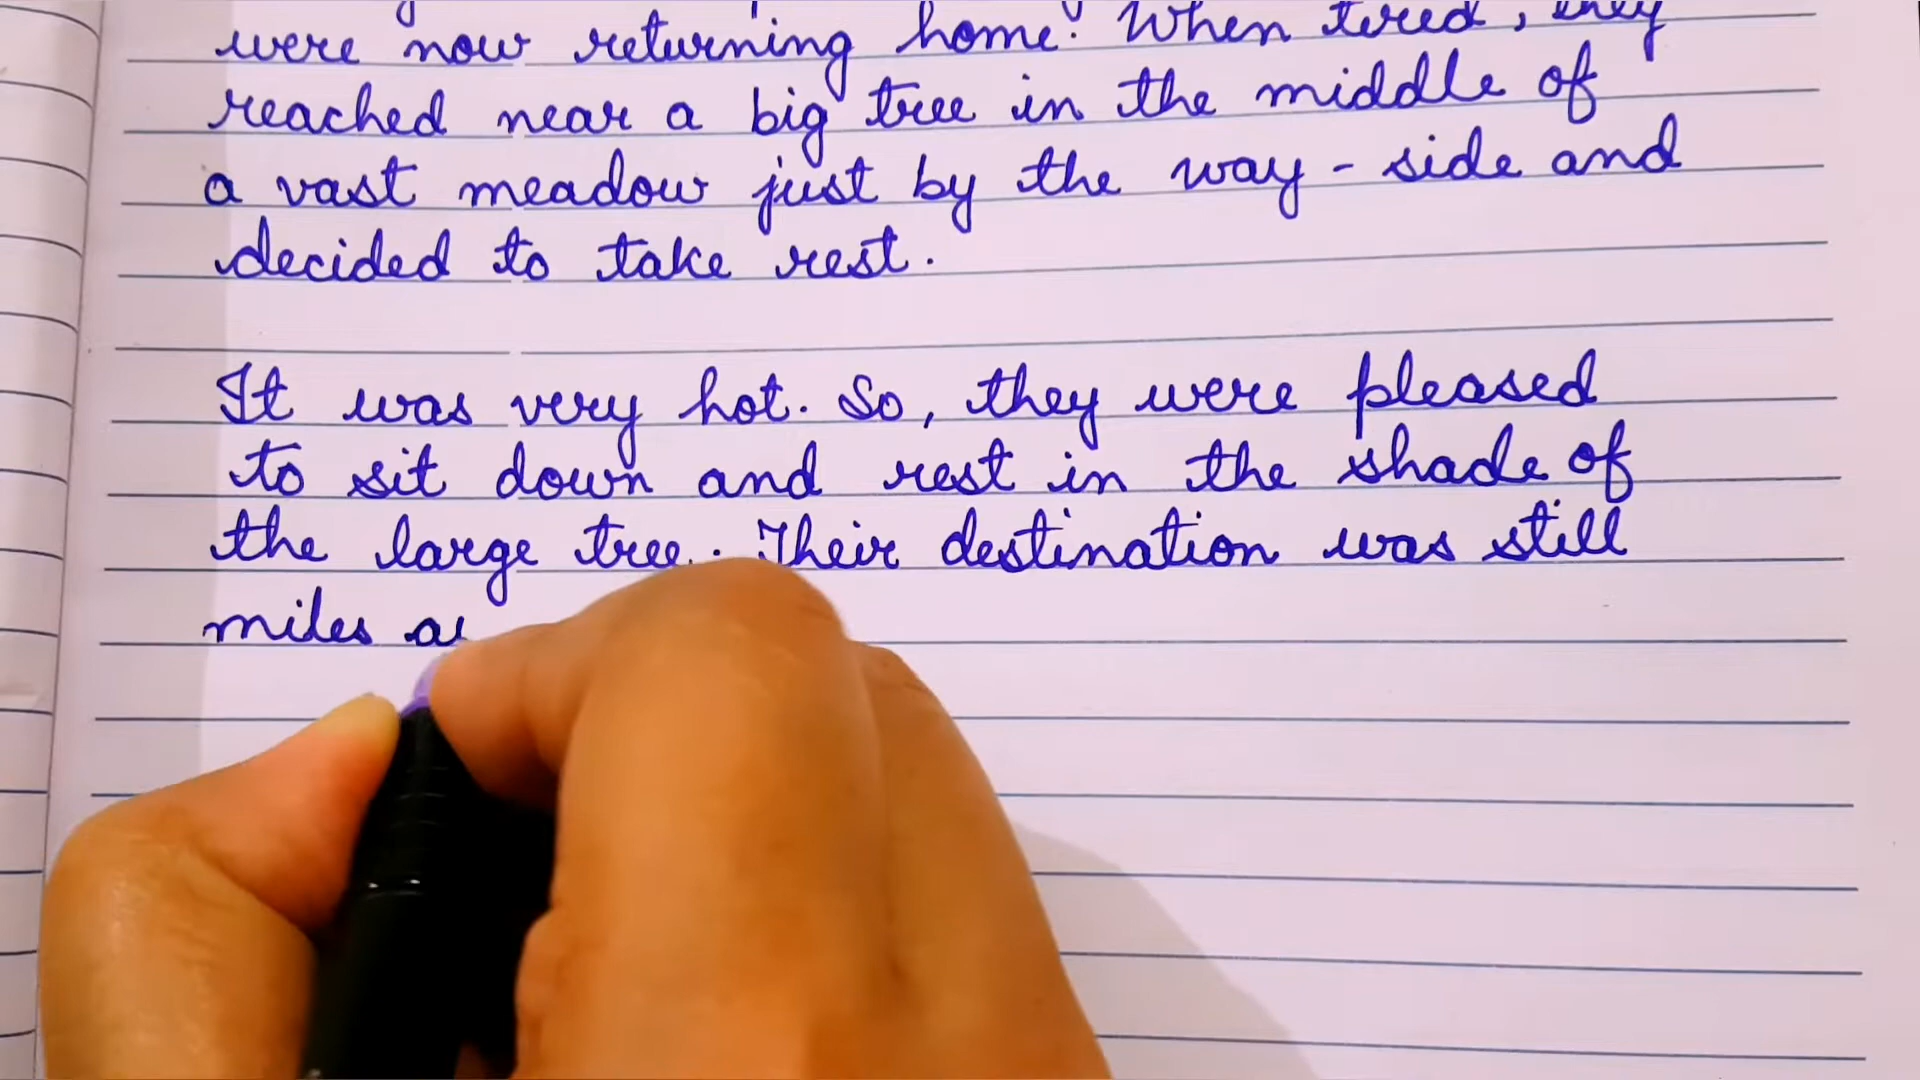 were now returning home. When tired, they
reached near a big tree in the middle of
a vast meadow just by the way - side and
decided to take rest.
It was very hot. So, they were pleased
to sit down and rest in the shade of
the large tree. Their destination was still
miles